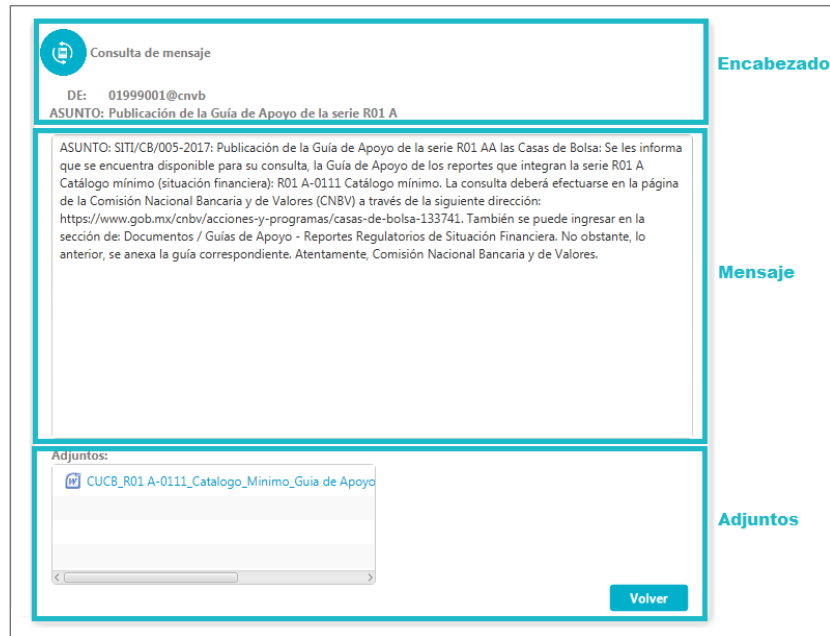 Consulta de mensaje
Encabezado
DE: 01999001@cnvb
ASUNTO: Publicación de la Guía de Apoyo de la serie R01 A
ASUNTO: SITI/CB/005-2017: Publicación de la Guía de Apoyo de la serie R01 AA las Casas de Bolsa: Se les informa
que se encuentra disponible para su consulta, la Guía de Apoyo de los reportes que integran la serie R01 A
Catálogo mínimo (situación financiera): R01 A-0111 Catálogo mínimo. La consulta deberá efectuarse en la página
de la Comisión Nacional Bancaria y de Valores (CNBV) a través de la siguiente dirección:
https://www.gob.mx/cnbv/acciones-y-programas/casas-de-bolsa-133741. También se puede ingresar en la
sección de: Documentos / Guías de Apoyo - Reportes Regulatorios de Situación Financiera. No obstante, lo
anterior, se anexa la guía correspondiente. Atentamente, Comisión Nacional Bancaria y de Valores.
Mensaje
Adjuntos:
CUCB_R01 A-0111_Catalogo_Minimo_Guia de Apoyo
Adjuntos
Volver